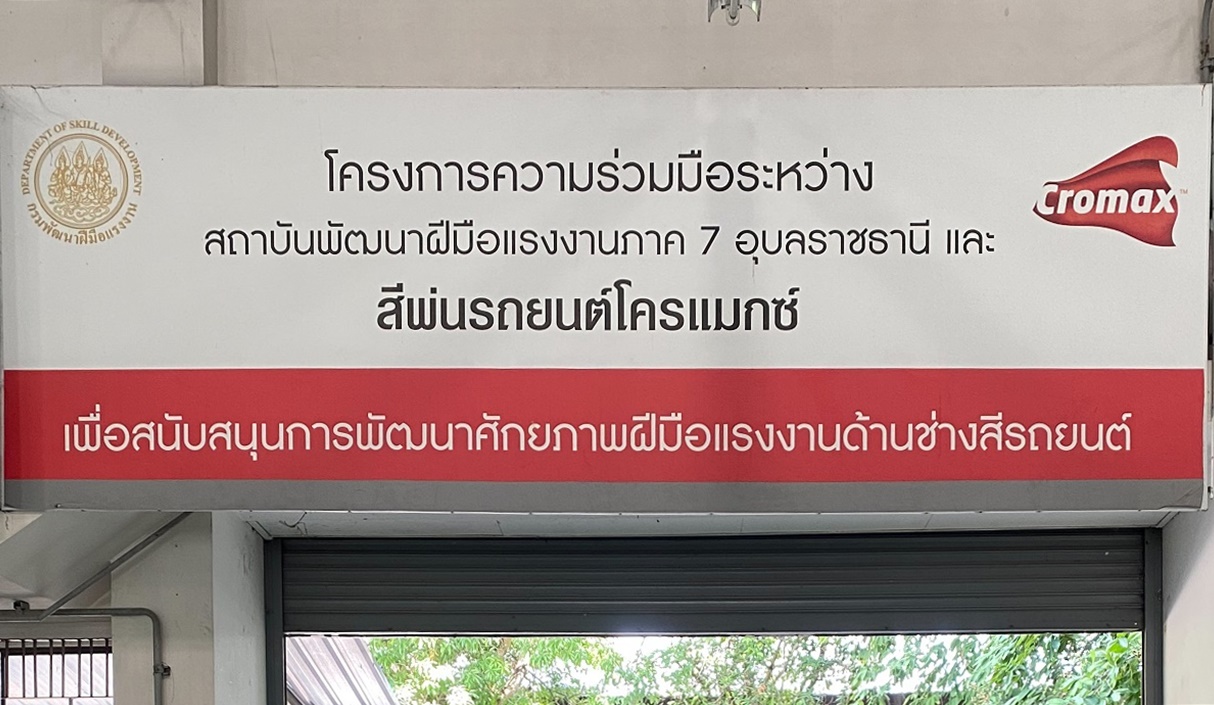 DEPARTMENT OF SKILL DEVELOPMENT
กรมพัฒนาฝีมือแรงงาน
โครงการความร่วมมือระหว่าง
Cromax™
สถาบันพัฒนาฝีมือแรงงานภาค 7 อุบลราชธานี และ
สีพ่นรถยนต์โครแมกซ์
เพื่อสนับสนุนการพัฒนาศักยภาพฝีมือแรงงานด้านช่างสีรถยนต์